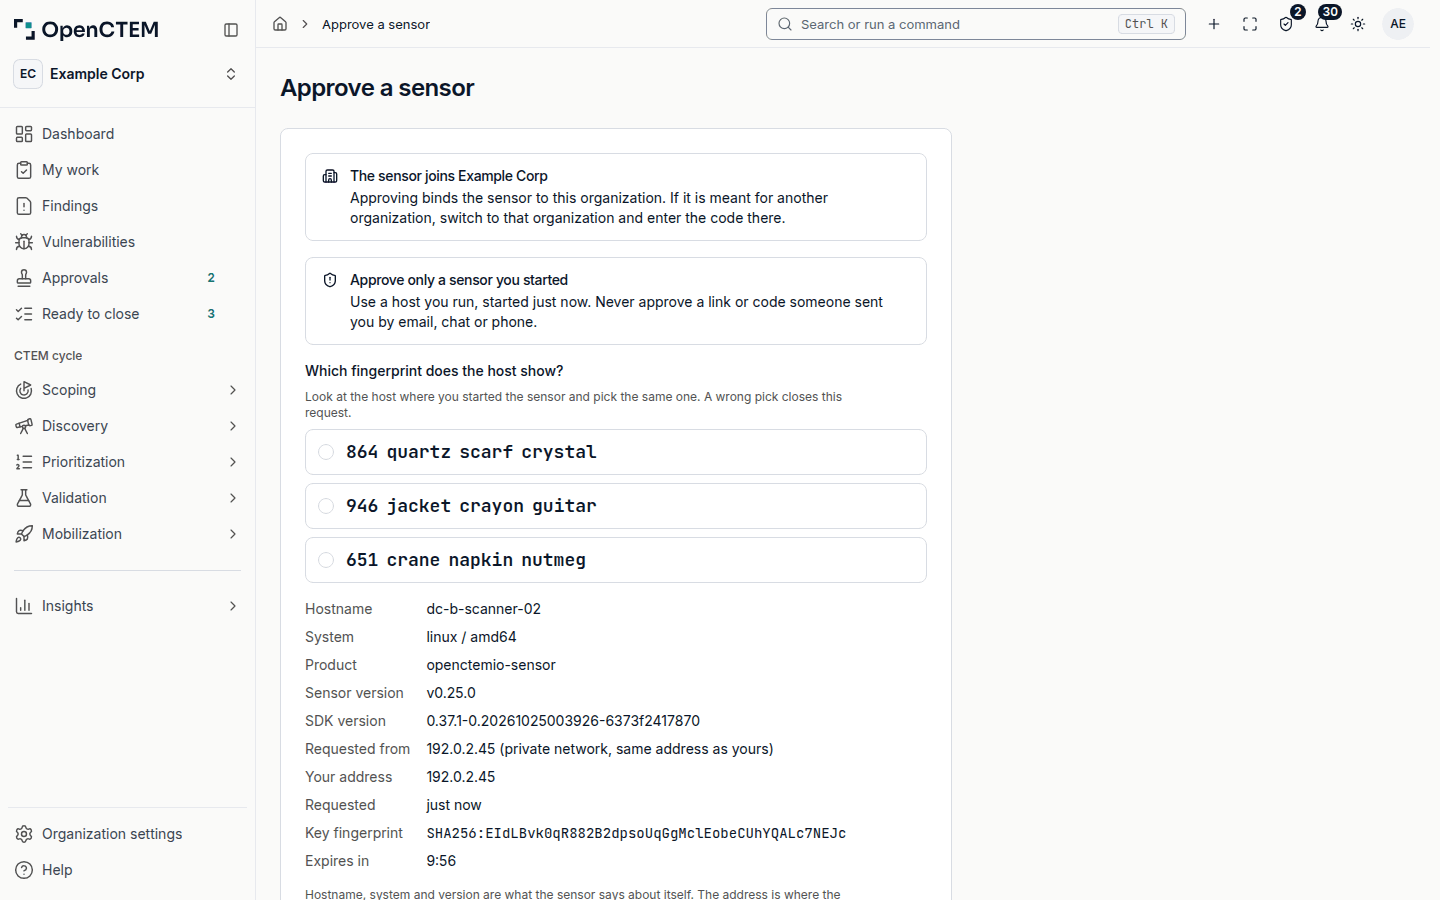 OpenCTEM
EC Example Corp
Dashboard
My work
Findings
Vulnerabilities
Approvals 2
Ready to close 3
CTEM cycle
Scoping
Discovery
Prioritization
Validation
Mobilization
Insights
Organization settings
Help
Approve a sensor
Search or run a command Ctrl K
2
30
AE
Approve a sensor
The sensor joins Example Corp
Approving binds the sensor to this organization. If it is meant for another
organization, switch to that organization and enter the code there.
Approve only a sensor you started
Use a host you run, started just now. Never approve a link or code someone sent
you by email, chat or phone.
Which fingerprint does the host show?
Look at the host where you started the sensor and pick the same one. A wrong pick closes this
request.
864 quartz scarf crystal
946 jacket crayon guitar
651 crane napkin nutmeg
Hostname dc-b-scanner-02
System linux / amd64
Product openctemio-sensor
Sensor version v0.25.0
SDK version 0.37.1-0.20261025003926-6373f2417870
Requested from 192.0.2.45 (private network, same address as yours)
Your address 192.0.2.45
Requested just now
Key fingerprint SHA256:EIdLBvk0qR882B2dpsoUqGgMclEobeCUhYQALc7NEJc
Expires in 9:56
Hostname, system and version are what the sensor says about itself. The address is where the